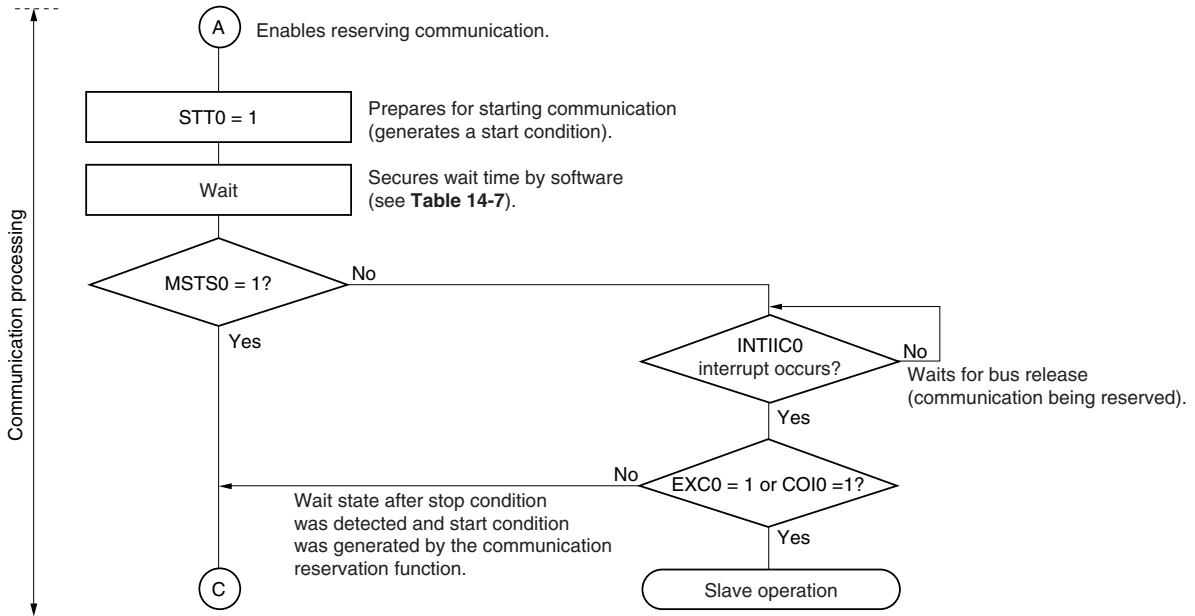 A
Enables reserving communication.
STT0 = 1
Prepares for starting communication
(generates a start condition).
Wait
Secures wait time by software
(see Table 14-7).
Communication processing
MSTS0 = 1?
No
Yes
INTIIC0
interrupt occurs?
No
Waits for bus release
(communication being reserved).
Yes
EXC0 = 1 or COI0 =1?
No
Wait state after stop condition
was detected and start condition
was generated by the communication
reservation function.
Yes
C
Slave operation